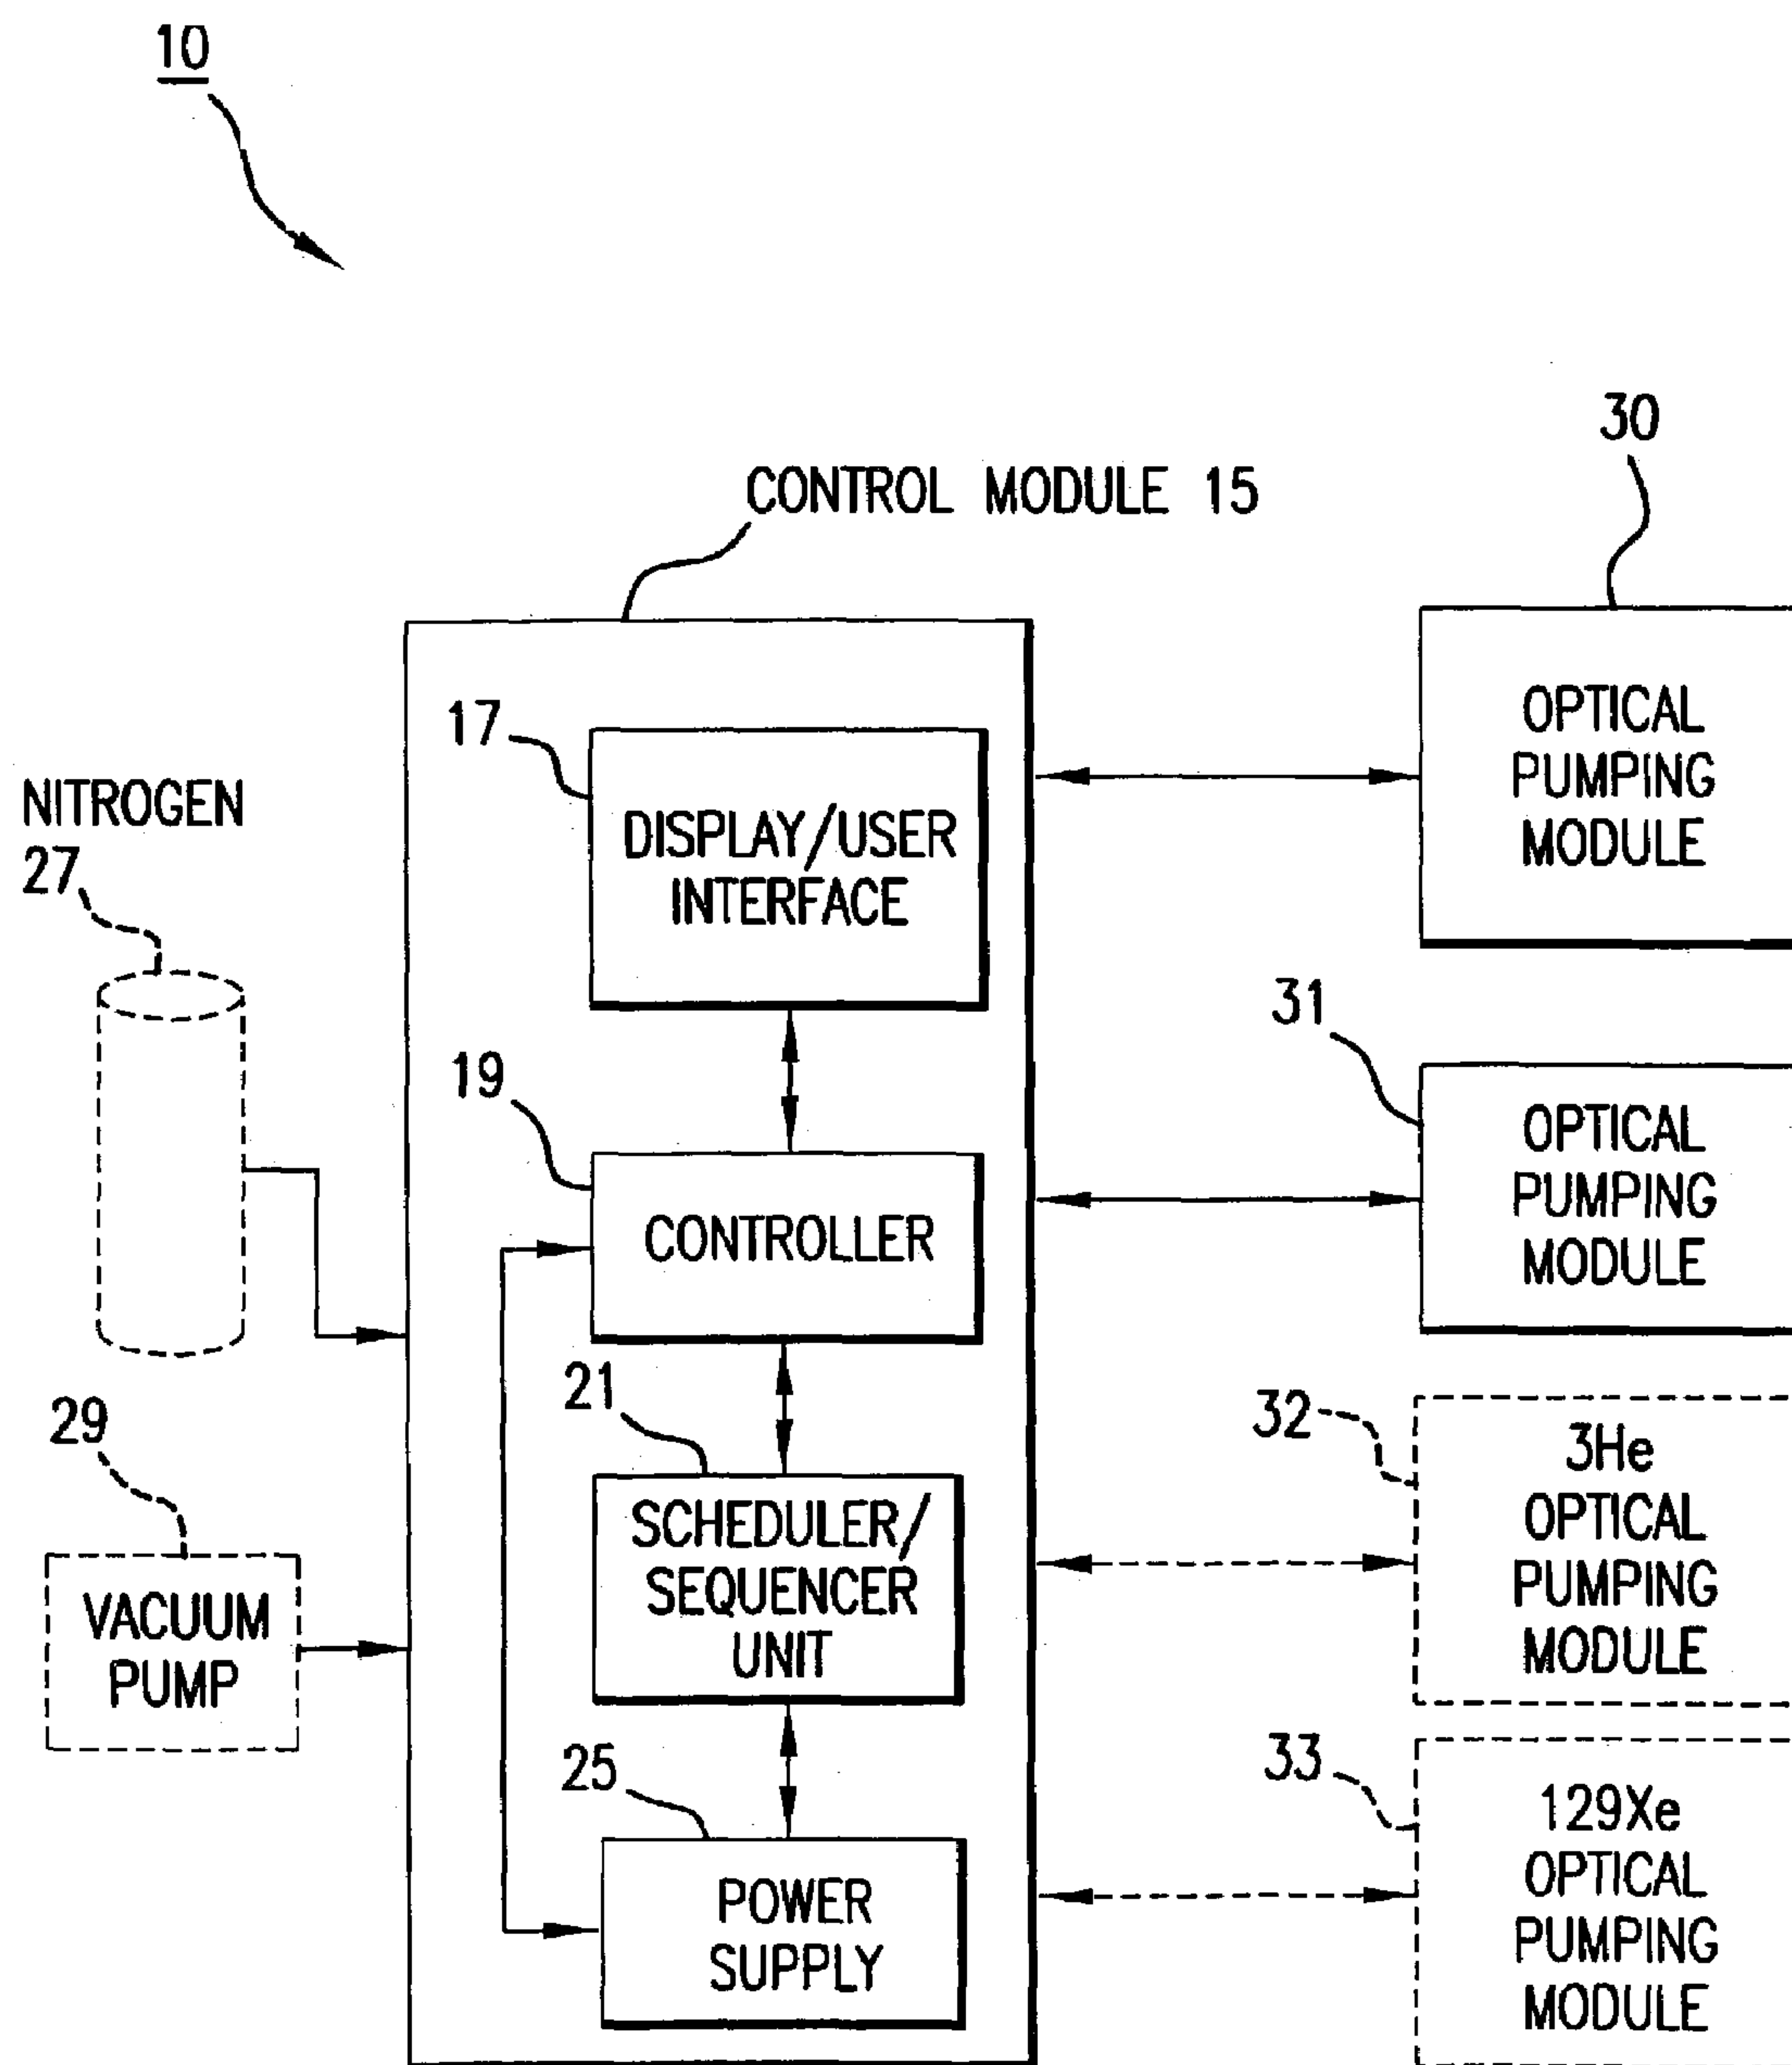 10
30
CONTROL MODULE 15
OPTICAL
PUMPING
MODULE
17
DISPLAY/USER
INTERFACE
NITROGEN
27
31
OPTICAL
PUMPING
MODULE
19
CONTROLLER
21
SCHEDULER/
SEQUENCER
UNIT
29
VACUUM
PUMP
32
3He
OPTICAL
PUMPING
MODULE
25
POWER
SUPPLY
33
129Xe
OPTICAL
PUMPING
MODULE